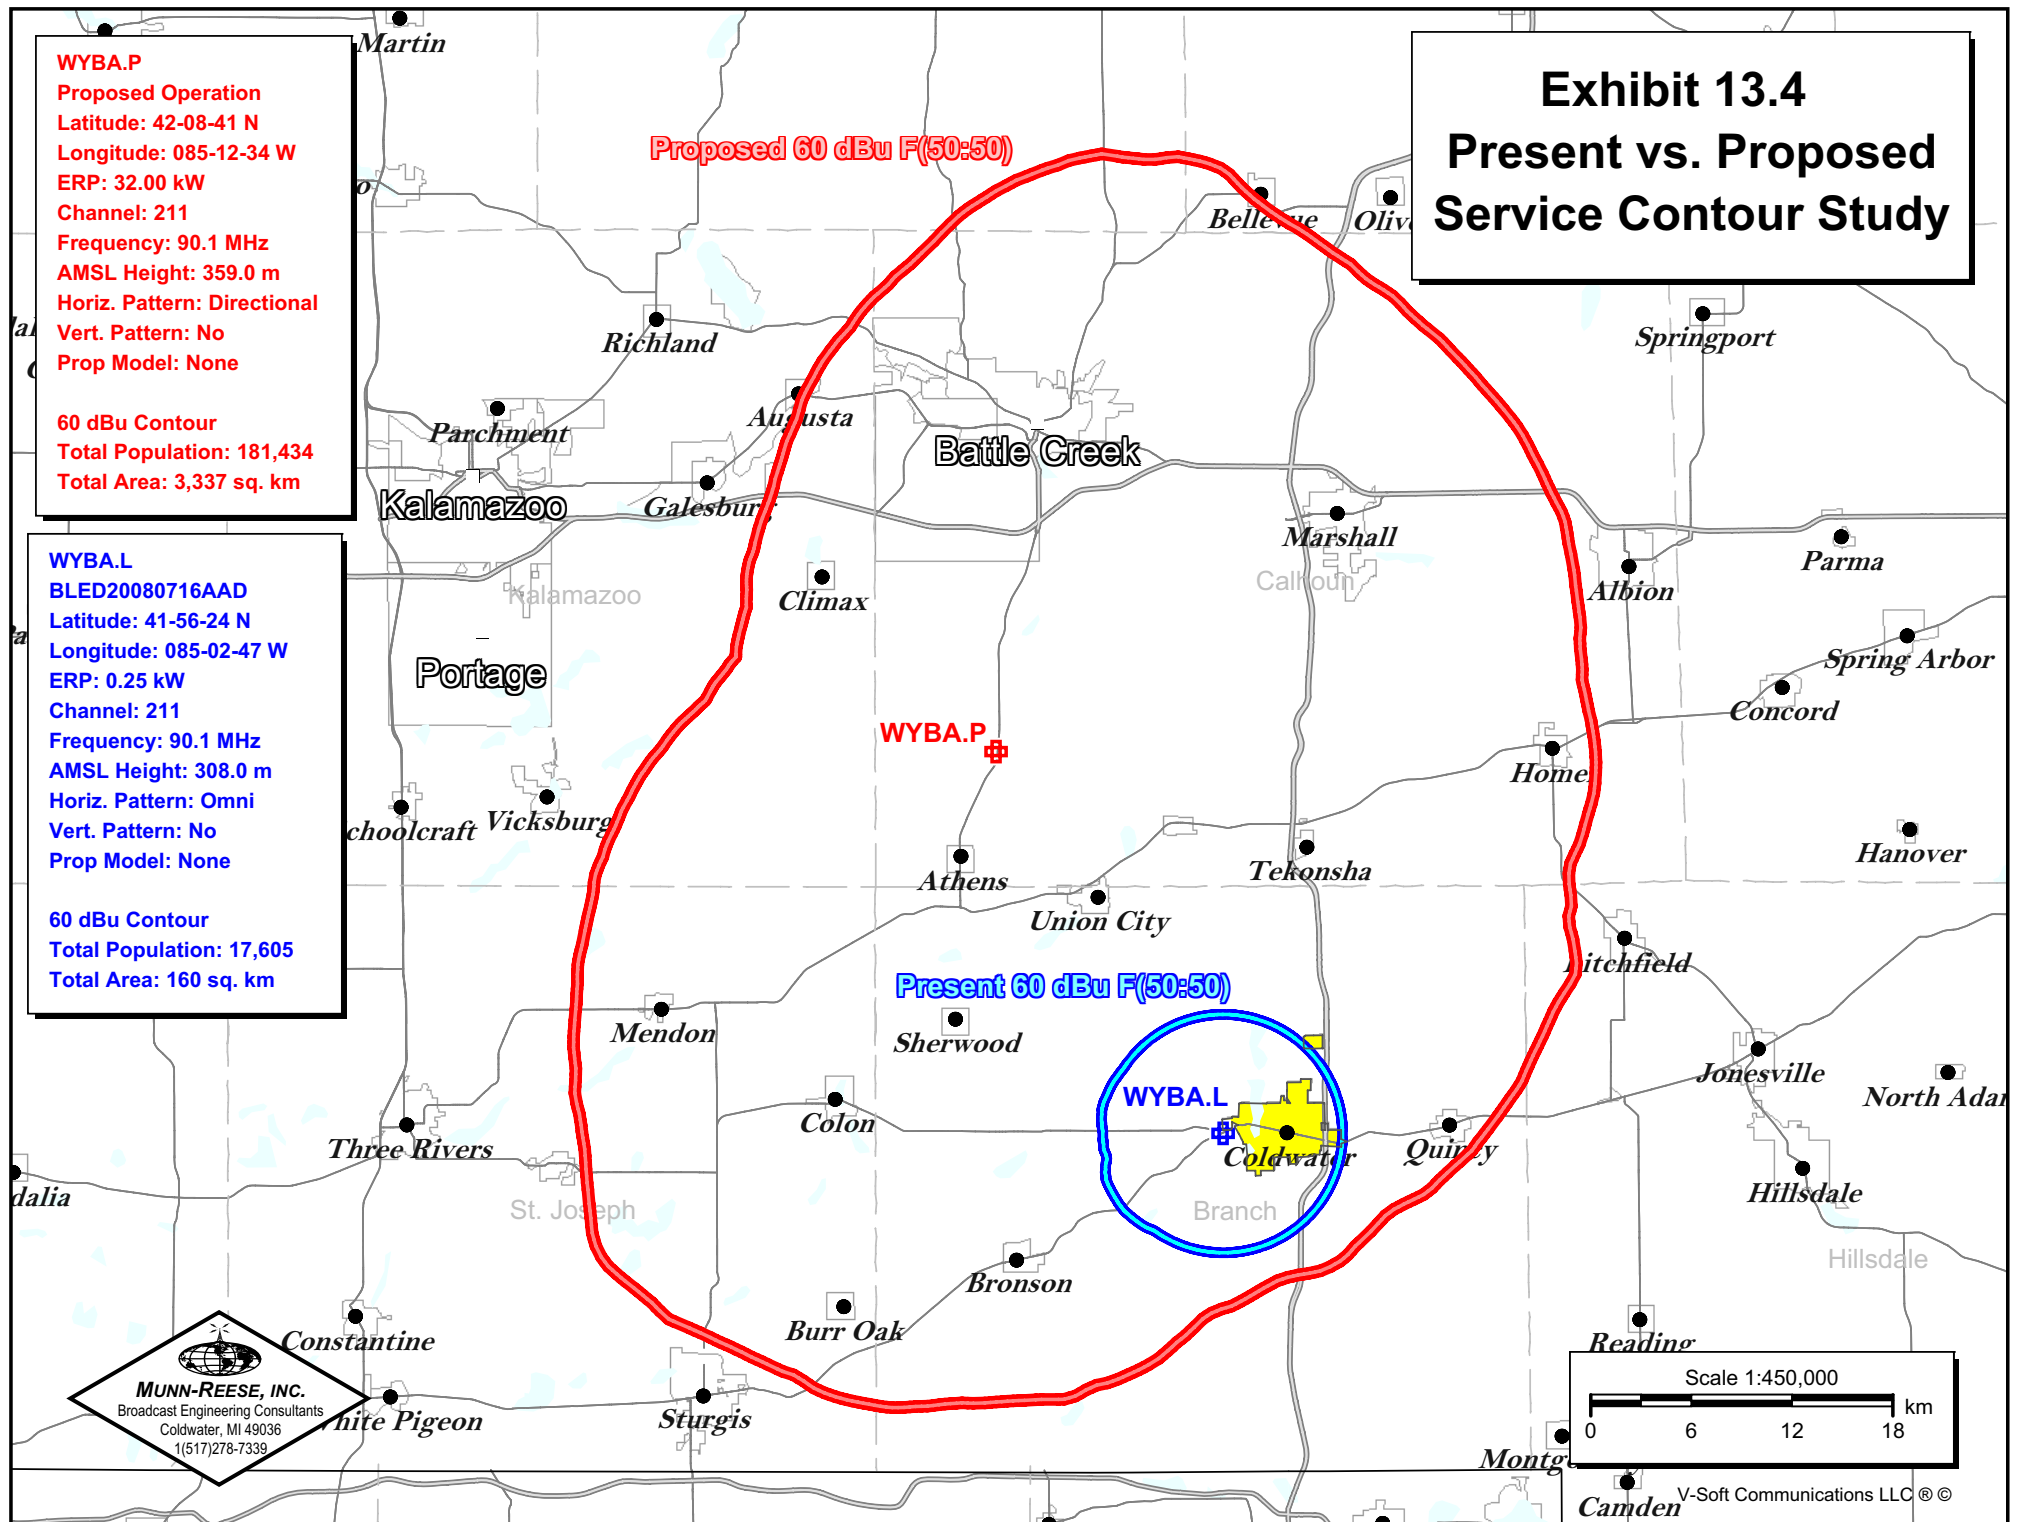 Exhibit 13.4
Present vs. Proposed
Service Contour Study
WYBA.P
Proposed Operation
Latitude: 42-08-41 N
Longitude: 085-12-34 W
ERP: 32.00 kW
Channel: 211
Frequency: 90.1 MHz
AMSL Height: 359.0 m
Horiz. Pattern: Directional
Vert. Pattern: No
Prop Model: None
60 dBu Contour
Total Population: 181,434
Total Area: 3,337 sq. km
WYBA.L
BLED20080716AAD
Latitude: 41-56-24 N
Longitude: 085-02-47 W
ERP: 0.25 kW
Channel: 211
Frequency: 90.1 MHz
AMSL Height: 308.0 m
Horiz. Pattern: Omni
Vert. Pattern: No
Prop Model: None
60 dBu Contour
Total Population: 17,605
Total Area: 160 sq. km
Martin
Proposed 60 dBu F(50:50)
Bellevue
Oliv
Richland
Springport
Augusta
Parchment
Battle Creek
Kalamazoo
Galesburg
Marshall
Parma
Climax
Kalamazoo
Calhoun
Albion
Portage
Spring Arbor
Concord
WYBA.P
Homer
Vicksburg
choolcraft
Athens
Tekonsha
Hanover
Union City
Litchfield
Present 60 dBu F(50:50)
Mendon
Sherwood
Jonesville
North Adam
WYBA.L
Colon
Three Rivers
Coldwater
Quincy
dalia
St. Joseph
Branch
Hillsdale
Hillsdale
Bronson
Burr Oak
Constantine
Reading
White Pigeon
Sturgis
Montgo
Camden
MUNN-REESE, INC.
Broadcast Engineering Consultants
Coldwater, MI 49036
1(517)278-7339
Scale 1:450,000
km
0 6 12 18
V-Soft Communications LLC ® ©